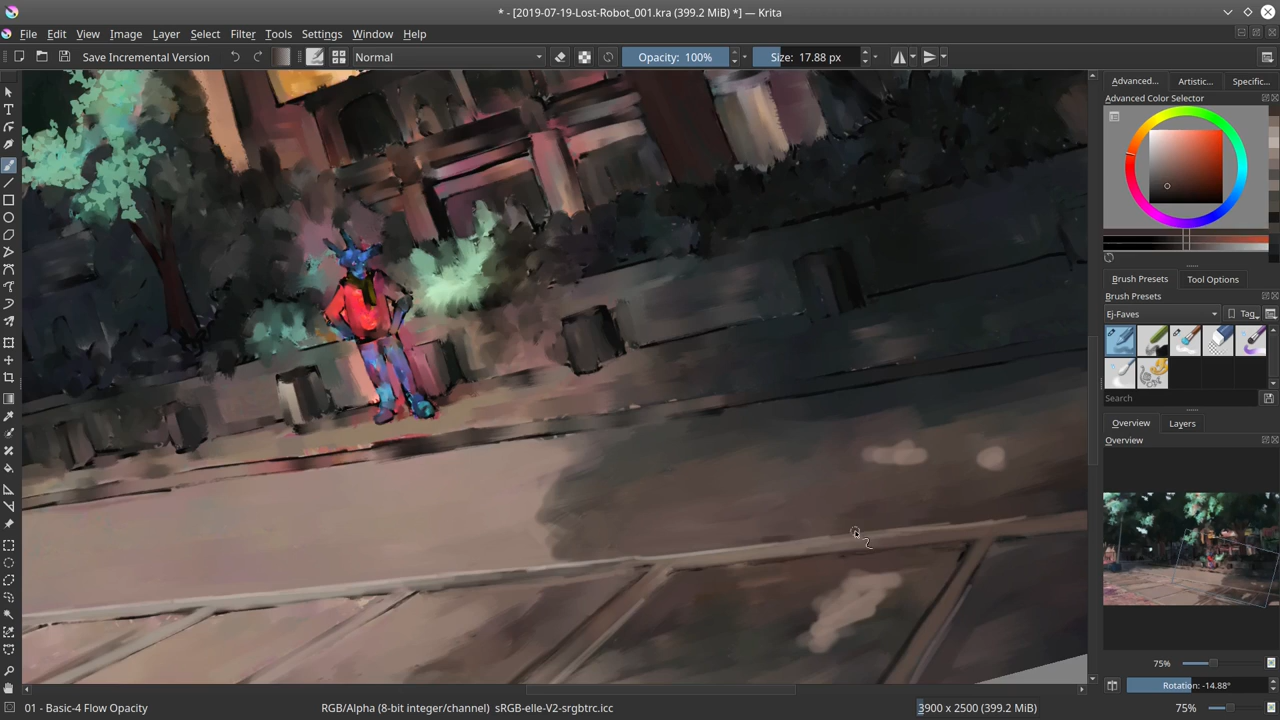 * - [2019-07-19-Lost-Robot_001.kra (399.2 MiB) *] — Krita
File Edit View Image Layer Select Filter Tools Settings Window Help
Save Incremental Version Normal Opacity: 100% Size: 17.88 px
Advanced... Artistic... Specific...
Advanced Color Selector
Brush Presets Tool Options
Brush Presets
Ej-Faves Tag
Search
Overview Layers
Overview
75%
Rotation: -14.88°
01 - Basic-4 Flow Opacity RGB/Alpha (8-bit integer/channel) sRGB-elle-V2-srgbtrc.icc 3900 x 2500 (399.2 MiB) 75%